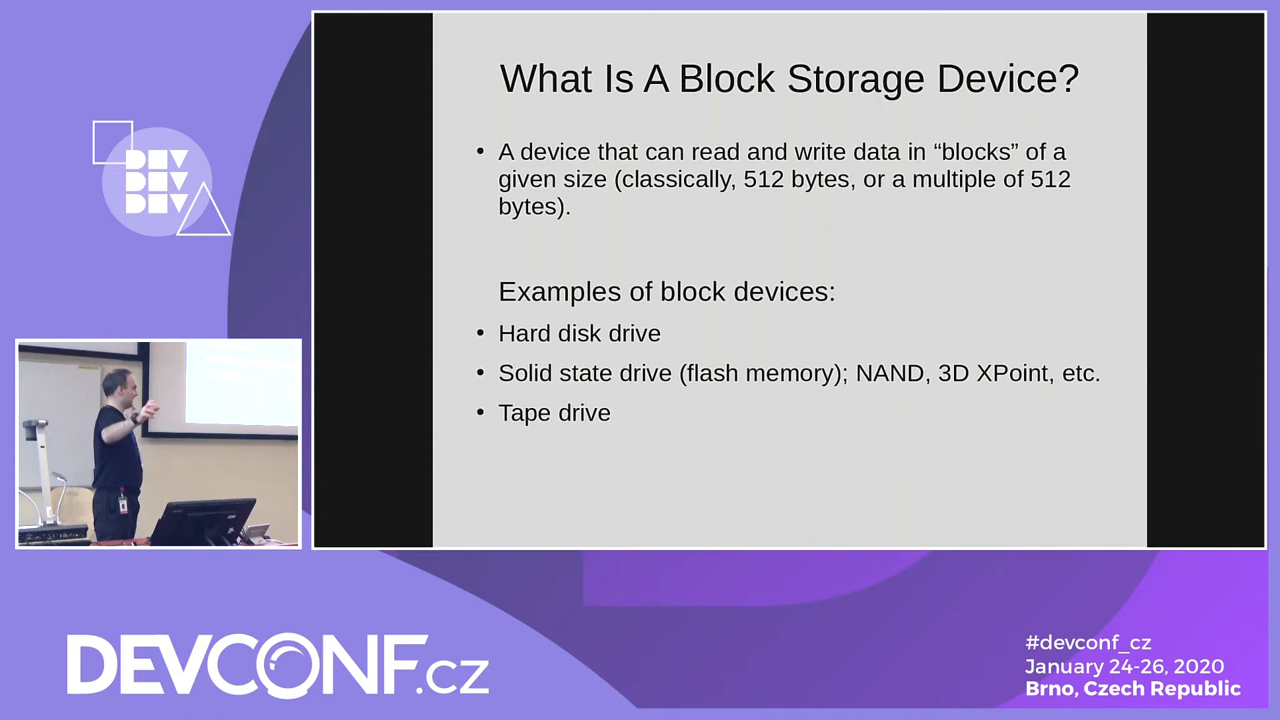 What Is A Block Storage Device?
• A device that can read and write data in “blocks” of a
given size (classically, 512 bytes, or a multiple of 512
bytes).
Examples of block devices:
• Hard disk drive
• Solid state drive (flash memory); NAND, 3D XPoint, etc.
• Tape drive
DEV
DEV
DEV
DEVCONF.cz
#devconf_cz
January 24-26, 2020
Brno, Czech Republic